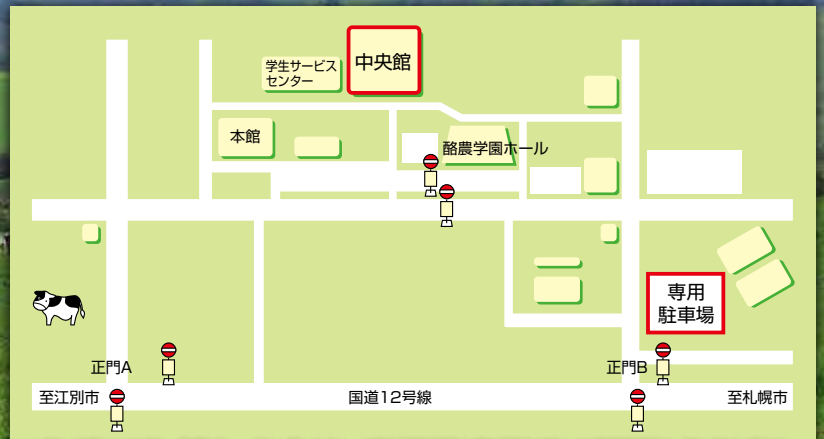 学生サービス
センター
中央館
本館
酪農学園ホール
専用
駐車場
正門A
正門B
至江別市
国道12号線
至札幌市